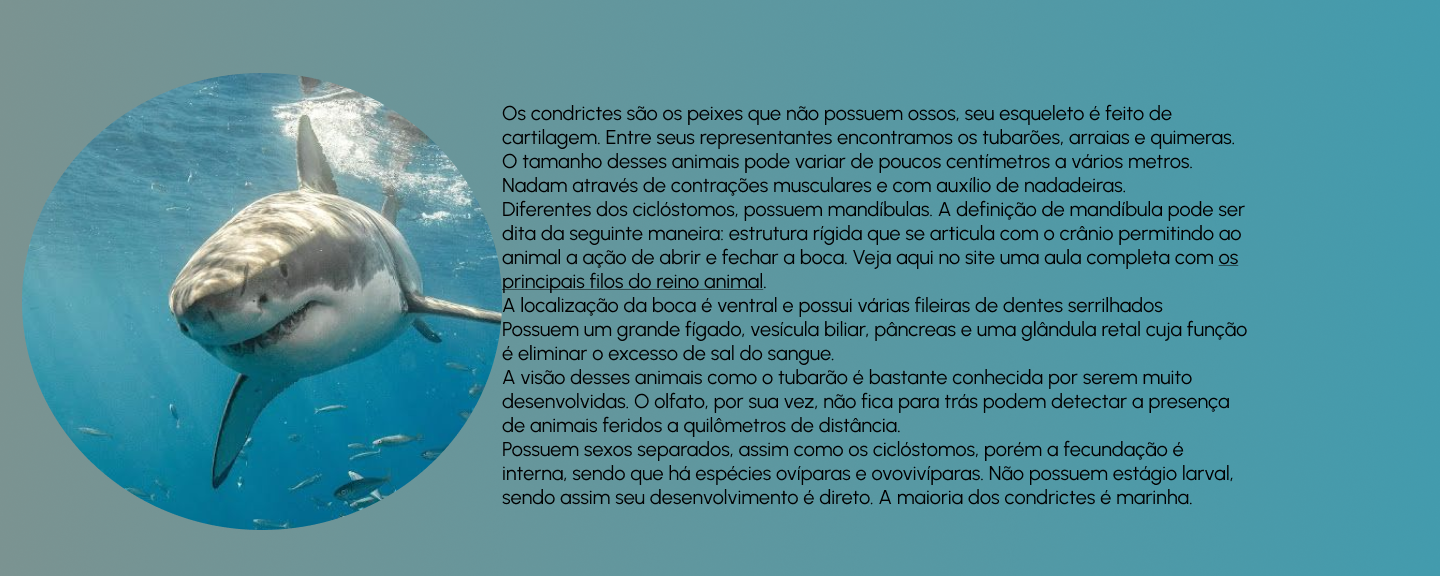 Os condrictes são os peixes que não possuem ossos, seu esqueleto é feito de
cartilagem. Entre seus representantes encontramos os tubarões, arraias e quimeras.
O tamanho desses animais pode variar de poucos centímetros a vários metros.
Nadam através de contrações musculares e com auxílio de nadadeiras.
Diferentes dos ciclóstomos, possuem mandíbulas. A definição de mandíbula pode ser
dita da seguinte maneira: estrutura rígida que se articula com o crânio permitindo ao
animal a ação de abrir e fechar a boca. Veja aqui no site uma aula completa com os
principais filos do reino animal.
A localização da boca é ventral e possui várias fileiras de dentes serrilhados
Possuem um grande fígado, vesícula biliar, pâncreas e uma glândula retal cuja função
é eliminar o excesso de sal do sangue.
A visão desses animais como o tubarão é bastante conhecida por serem muito
desenvolvidas. O olfato, por sua vez, não fica para trás podem detectar a presença
de animais feridos a quilômetros de distância.
Possuem sexos separados, assim como os ciclóstomos, porém a fecundação é
interna, sendo que há espécies ovíparas e ovovivíparas. Não possuem estágio larval,
sendo assim seu desenvolvimento é direto. A maioria dos condrictes é marinha.